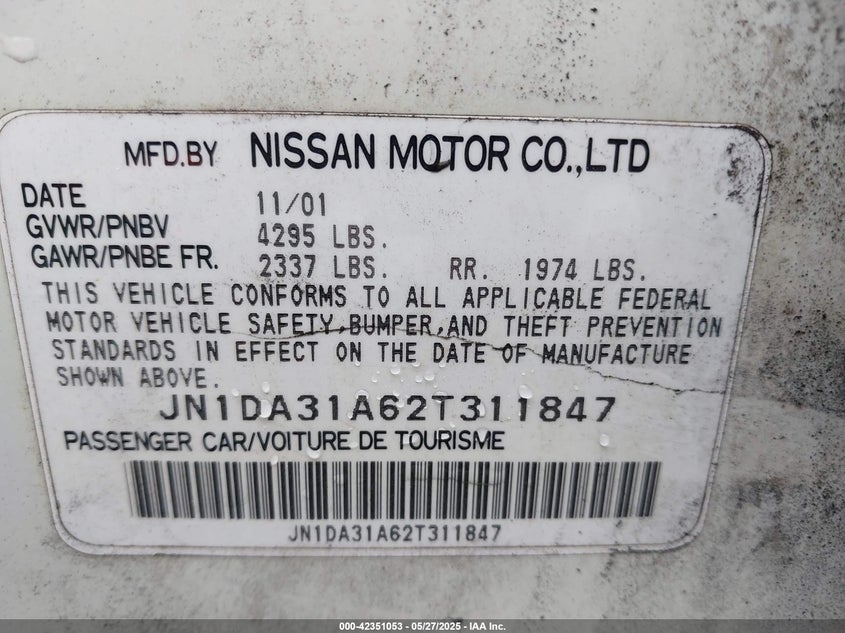 MFD.BY NISSAN MOTOR CO.,LTD
DATE 11/01
GVWR/PNBV 4295 LBS.
GAWR/PNBE FR. 2337 LBS. RR. 1974 LBS.
THIS VEHICLE CONFORMS TO ALL APPLICABLE FEDERAL
MOTOR VEHICLE SAFETY,BUMPER,AND THEFT PREVENTION
STANDARDS IN EFFECT ON THE DATE OF MANUFACTURE
SHOWN ABOVE.
JN1DA31A62T311847
PASSENGER CAR/VOITURE DE TOURISME
JN1DA31A62T311847
000-42351053 - 05/27/2025 - IAA Inc.